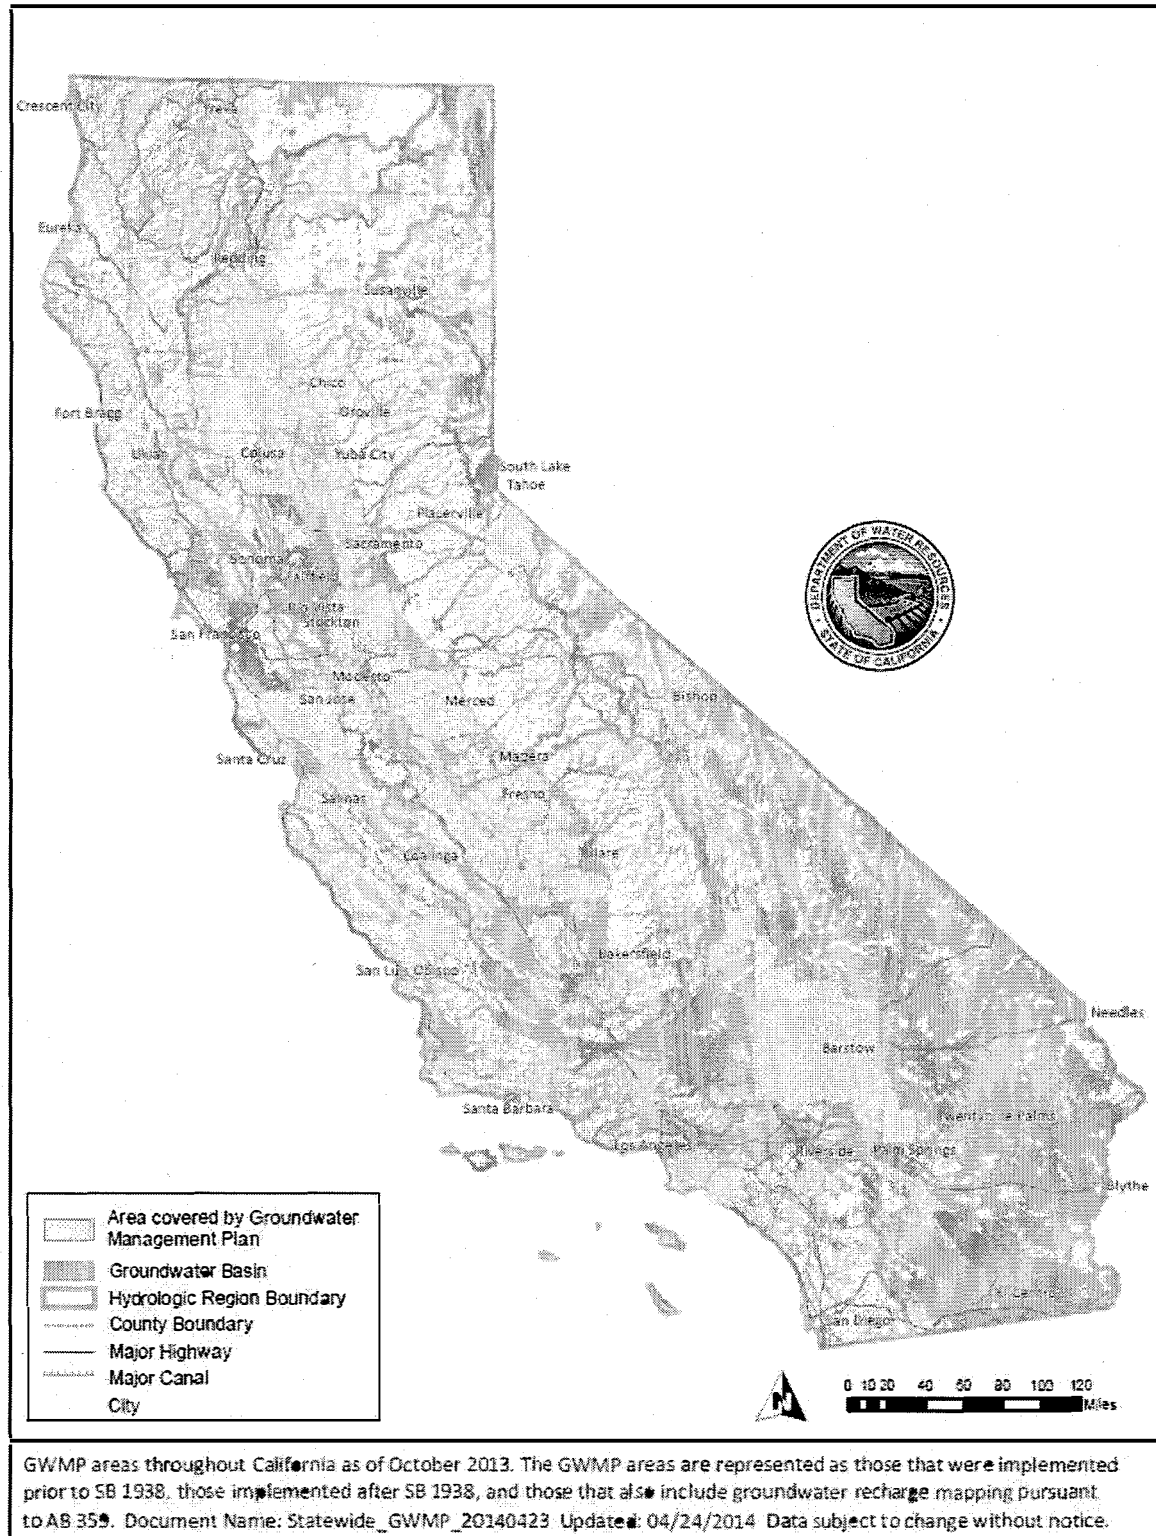 Crescent City
Yreka
Eureka
Redding
Susanville
Chico
Fort Bragg
Oroville
Ukiah
Colusa
Yuba City
South Lake
Tahoe
Placerville
Sacramento
Sonoma
Fairfield
Rio Vista
Stockton
San Francisco
Modesto
San Jose
Merced
Bishop
Santa Cruz
Madera
Fresno
Salinas
Coalinga
Tulare
Bakersfield
San Luis Obispo
Needles
Barstow
Santa Barbara
Twentynine Palms
Los Angeles
Riverside
Palm Springs
Blythe
El Centro
San Diego
DEPARTMENT OF WATER RESOURCES
STATE OF CALIFORNIA
Area covered by Groundwater
Management Plan
Groundwater Basin
Hydrologic Region Boundary
County Boundary
Major Highway
Major Canal
City
N
0 10 20 40 60 80 100 120
Miles
GWMP areas throughout California as of October 2013. The GWMP areas are represented as those that were implemented
prior to SB 1938, those implemented after SB 1938, and those that also include groundwater recharge mapping pursuant
to AB 359. Document Name: Statewide_GWMP_20140423 Updated: 04/24/2014 Data subject to change without notice.